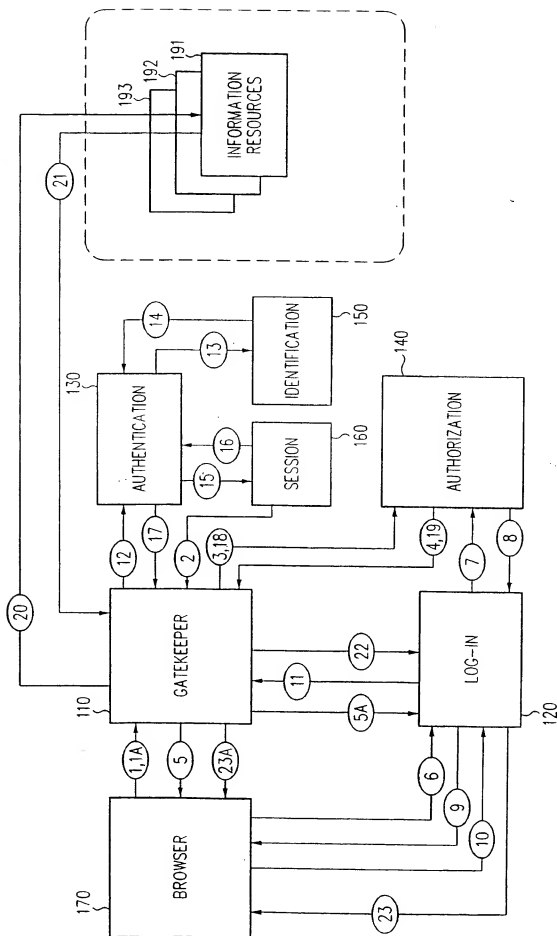 170
BROWSER
1,1A
5
23A
6
9
10
23
110
GATEKEEPER
20
21
12
17
2
3,18
4,19
22
11
5A
LOG-IN
120
7
8
130
AUTHENTICATION
14
13
15
16
IDENTIFICATION
150
SESSION
160
140
AUTHORIZATION
193
192
191
INFORMATION
RESOURCES